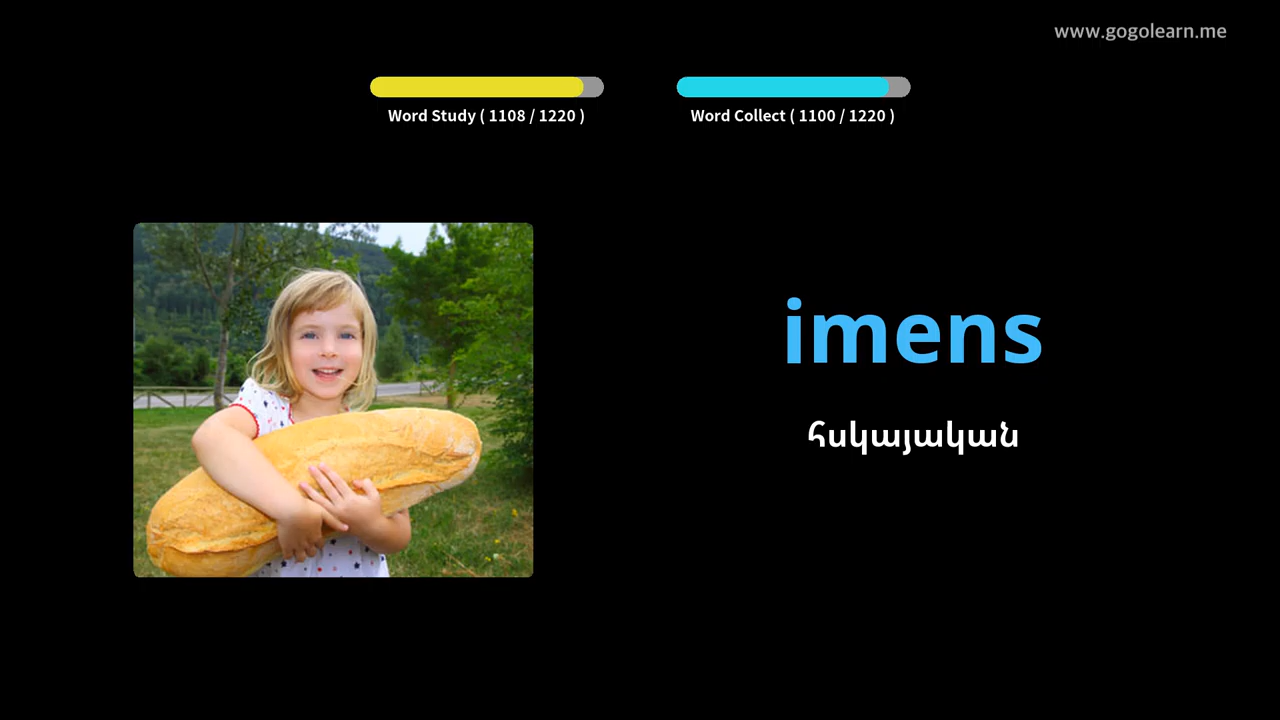 www.gogolearn.me
Word Study ( 1108 / 1220 )
Word Collect ( 1100 / 1220 )
imens
հսկայական